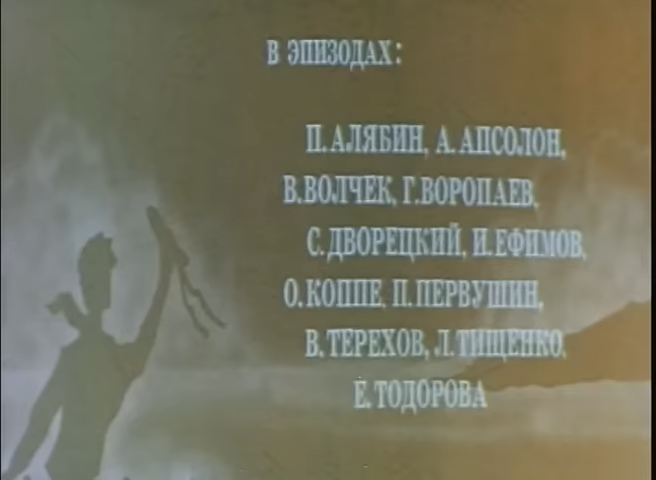 В ЭПИЗОДАХ:
П. АЛЯБИН, А. АПСОЛОН,
В. ВОЛЧЕК, Г. ВОРОПАЕВ,
С. ДВОРЕЦКИЙ, И. ЕФИМОВ,
О. КОППЕ, П. ПЕРВУШИН,
В. ТЕРЕХОВ, Л. ТИЩЕНКО,
Е. ТОДОРОВА